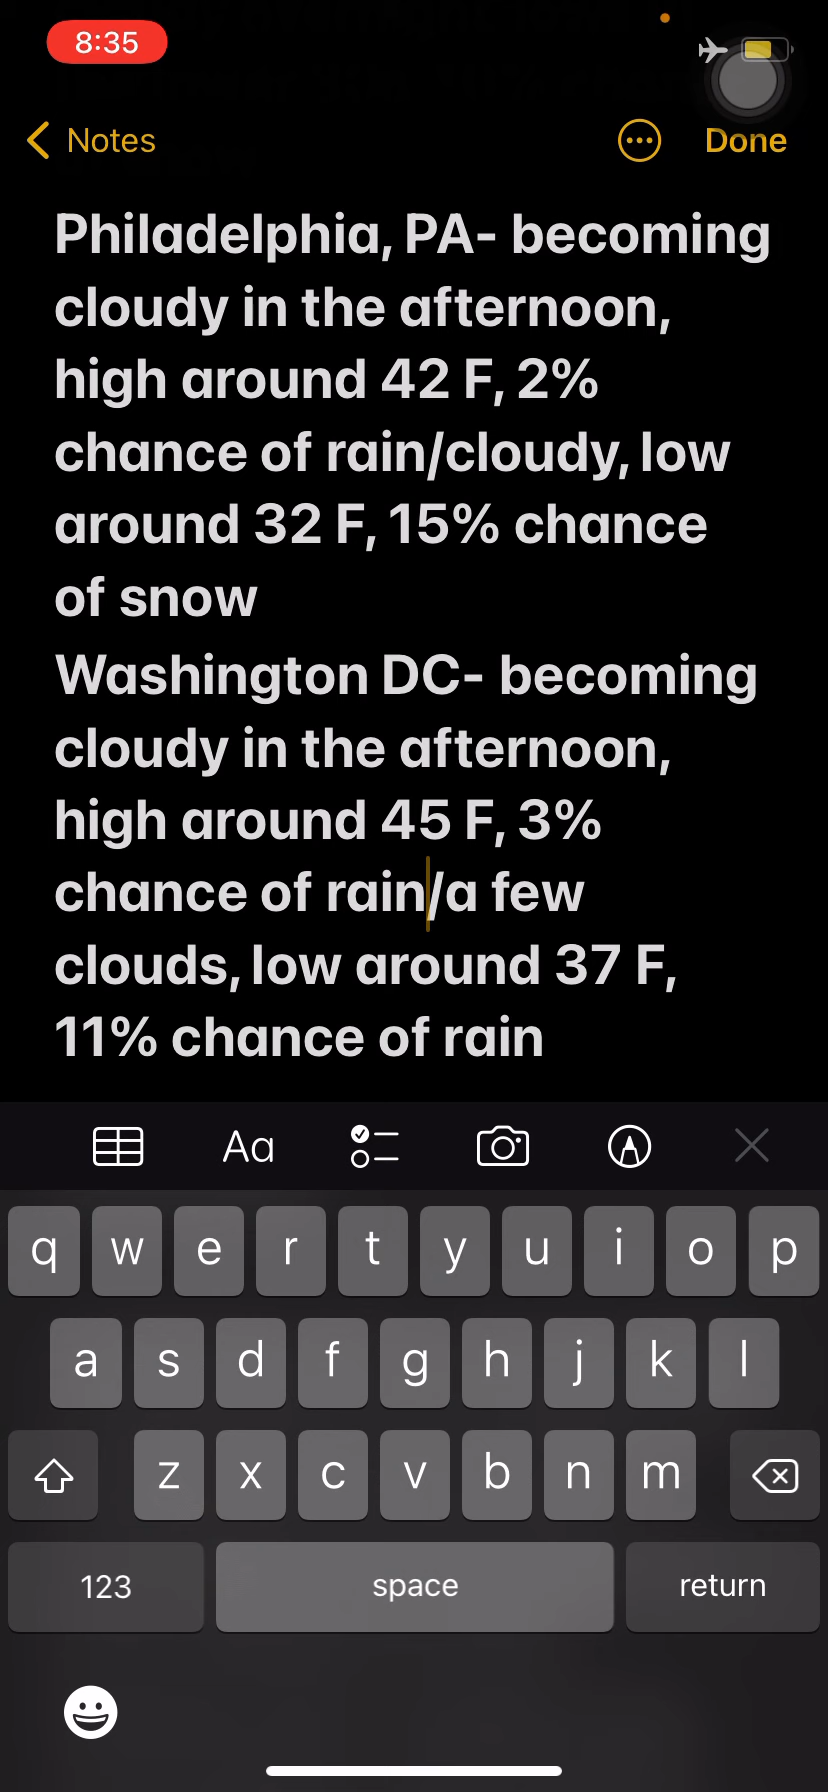 8:35
Notes
Done
Philadelphia, PA- becoming
cloudy in the afternoon,
high around 42 F, 2%
chance of rain/cloudy, low
around 32 F, 15% chance
of snow
Washington DC- becoming
cloudy in the afternoon,
high around 45 F, 3%
chance of rain/a few
clouds, low around 37 F,
11% chance of rain
Aa
q w e r t y u i o p
a s d f g h j k l
z x c v b n m
123 space return